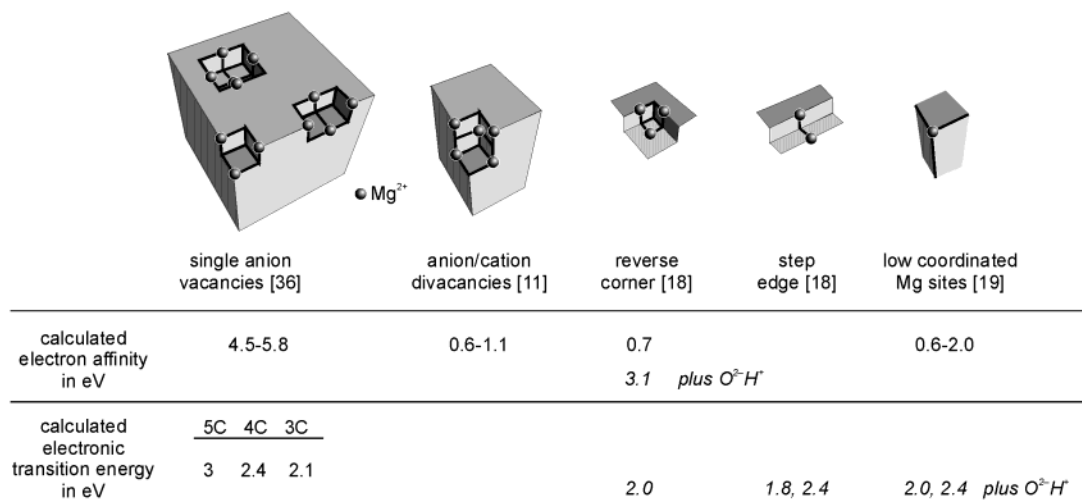 Mg²⁺
single anion vacancies [36]
anion/cation divacancies [11]
reverse corner [18]
step edge [18]
low coordinated Mg sites [19]
calculated electron affinity in eV
4.5-5.8
0.6-1.1
0.7
0.6-2.0
3.1 plus O²⁻H⁺
calculated electronic transition energy in eV
5C 4C 3C
3 2.4 2.1
2.0
1.8, 2.4
2.0, 2.4 plus O²⁻H⁺